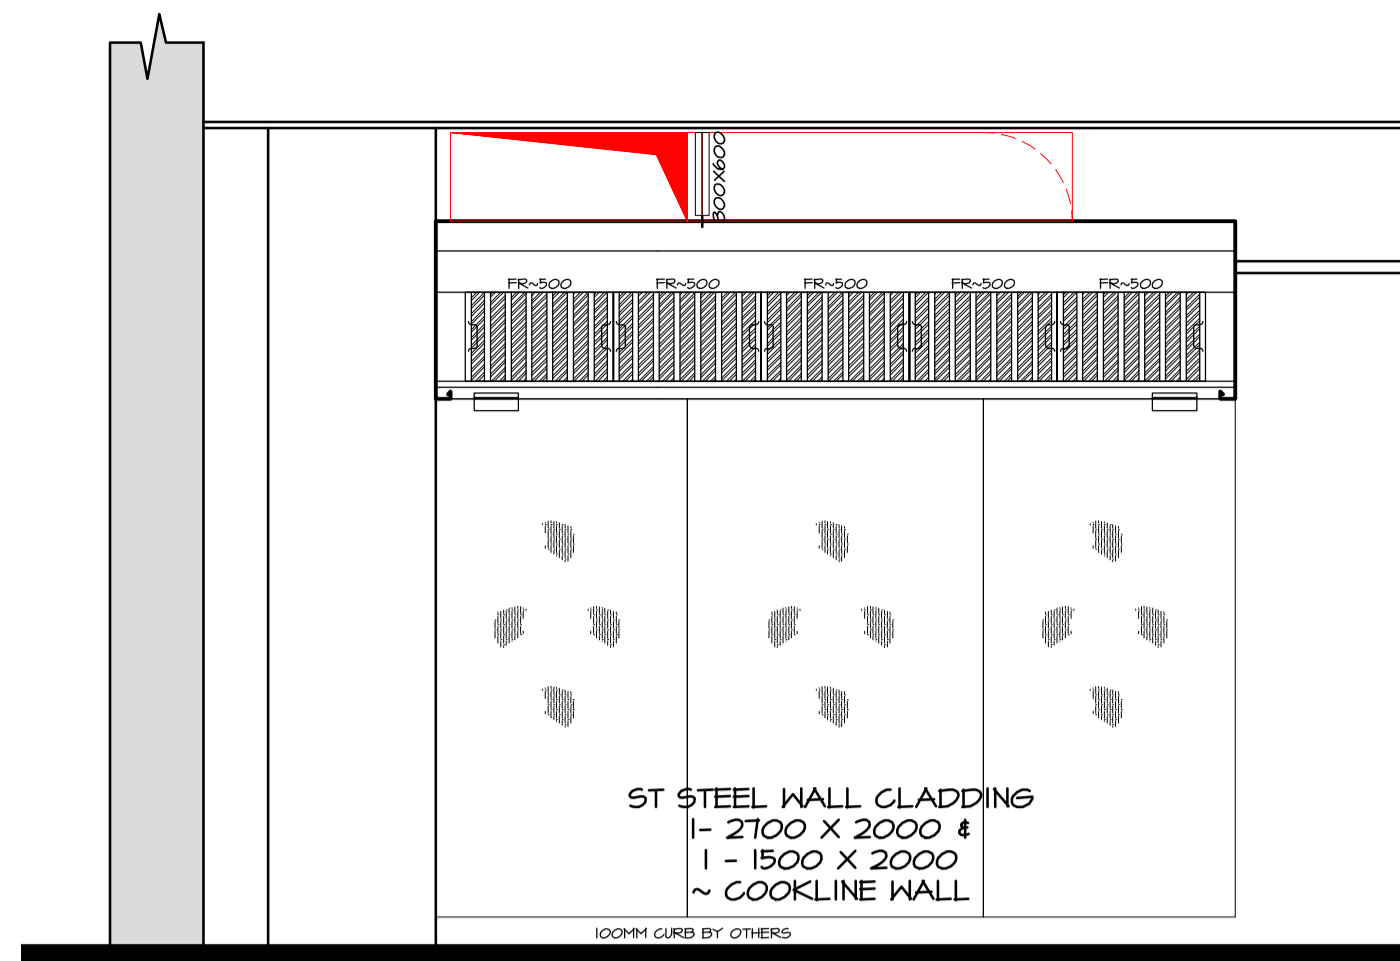 300X600
FR~500 FR~500 FR~500 FR~500 FR~500
ST STEEL WALL CLADDING
1- 2700 X 2000 &
1 - 1500 X 2000
~ COOKLINE WALL
100MM CURB BY OTHERS